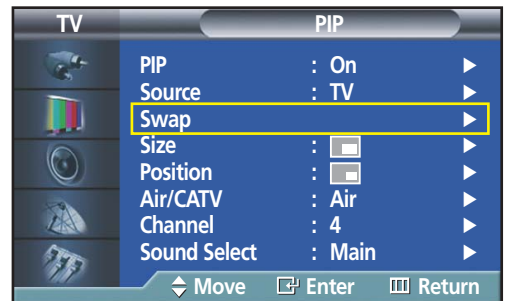 TV PIP
PIP : On
Source : TV
Swap
Size :
Position :
Air/CATV : Air
Channel : 4
Sound Select : Main
Move Enter Return